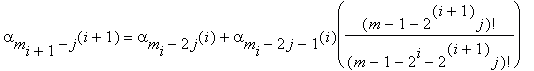 α_{m_{i+1}-j}(i+1) = α_{m_i-2j}(i) + α_{m_i-2j-1}(i) ( (m-1-2^{(i+1)}j)! / (m-1-2^i-2^{(i+1)}j)! )